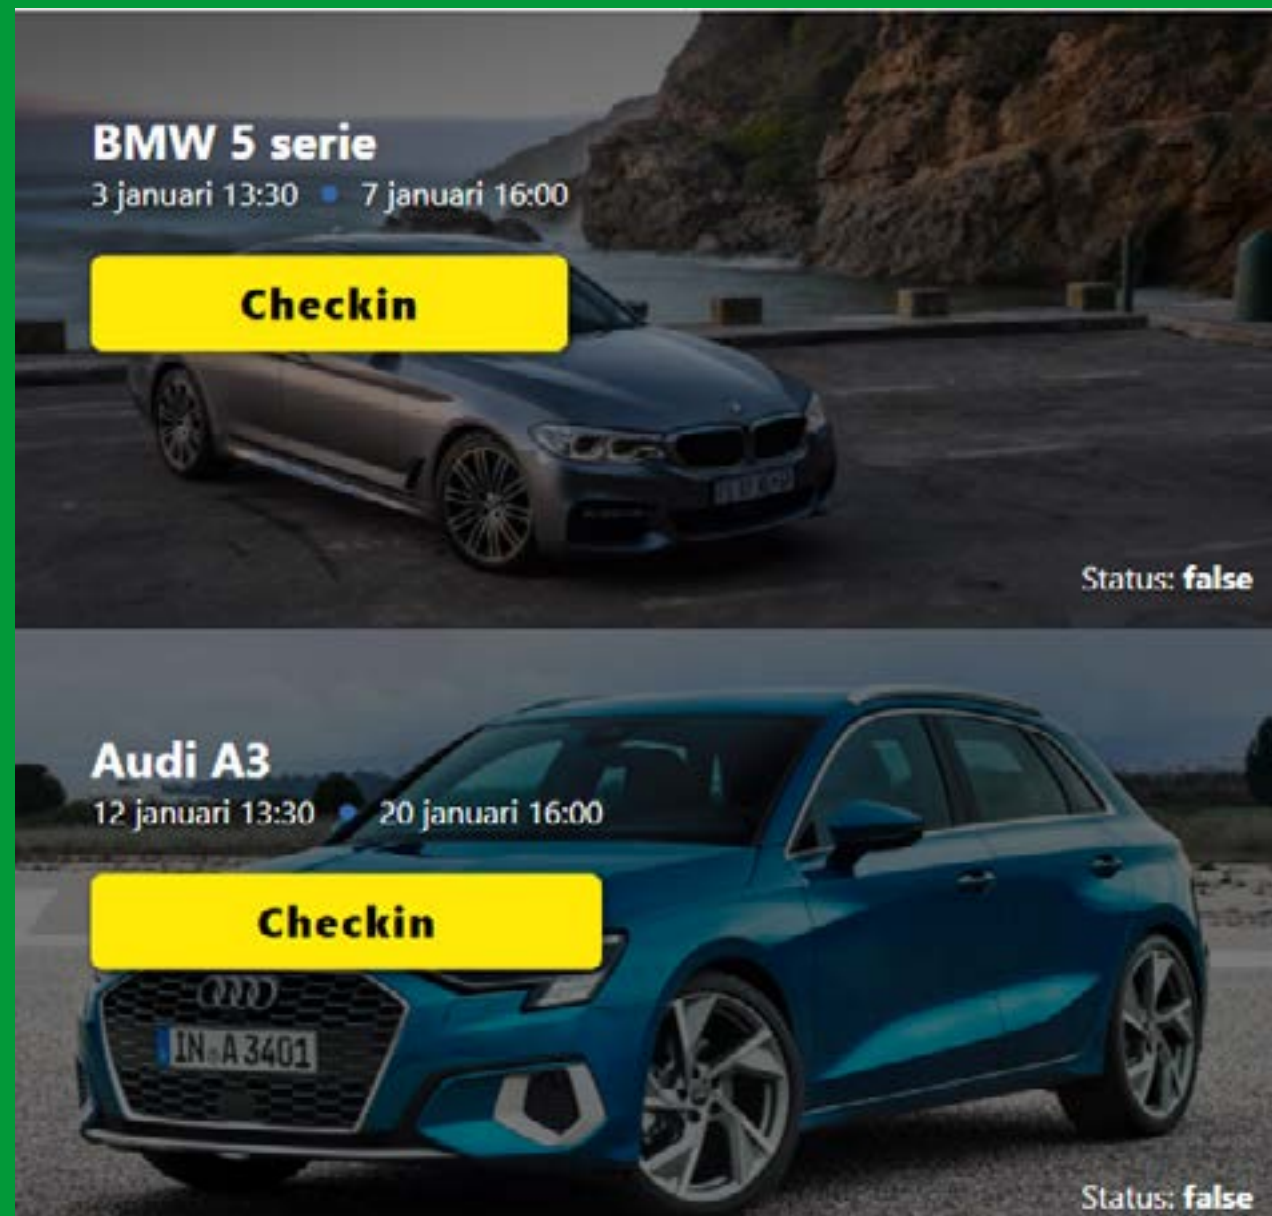 BMW 5 serie
3 januari 13:30 • 7 januari 16:00
Checkin
Status: false
Audi A3
12 januari 13:30 • 20 januari 16:00
Checkin
IN A 3401
Status: false